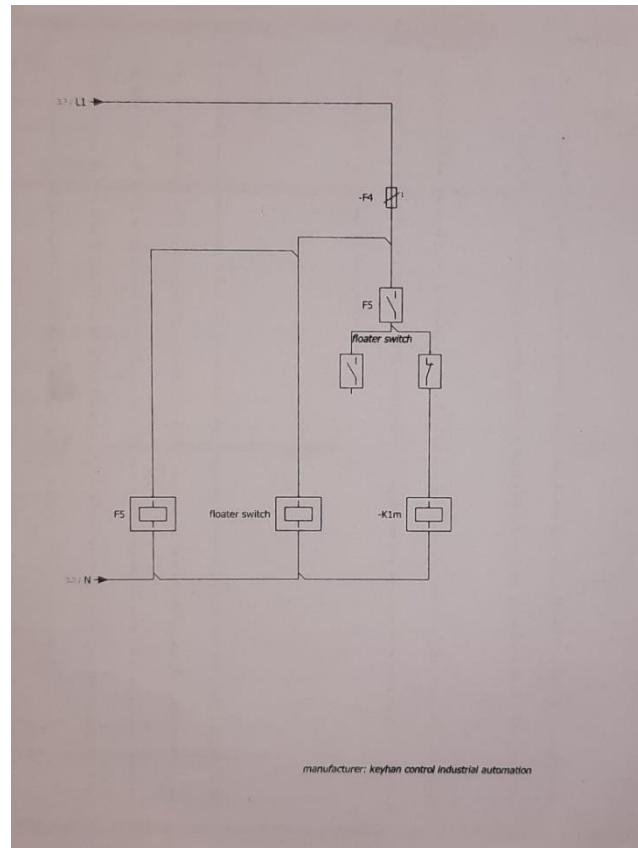 L1
-F4
F5
floater switch
F5
floater switch
-K1m
N
manufacturer: keyhan control industrial automation